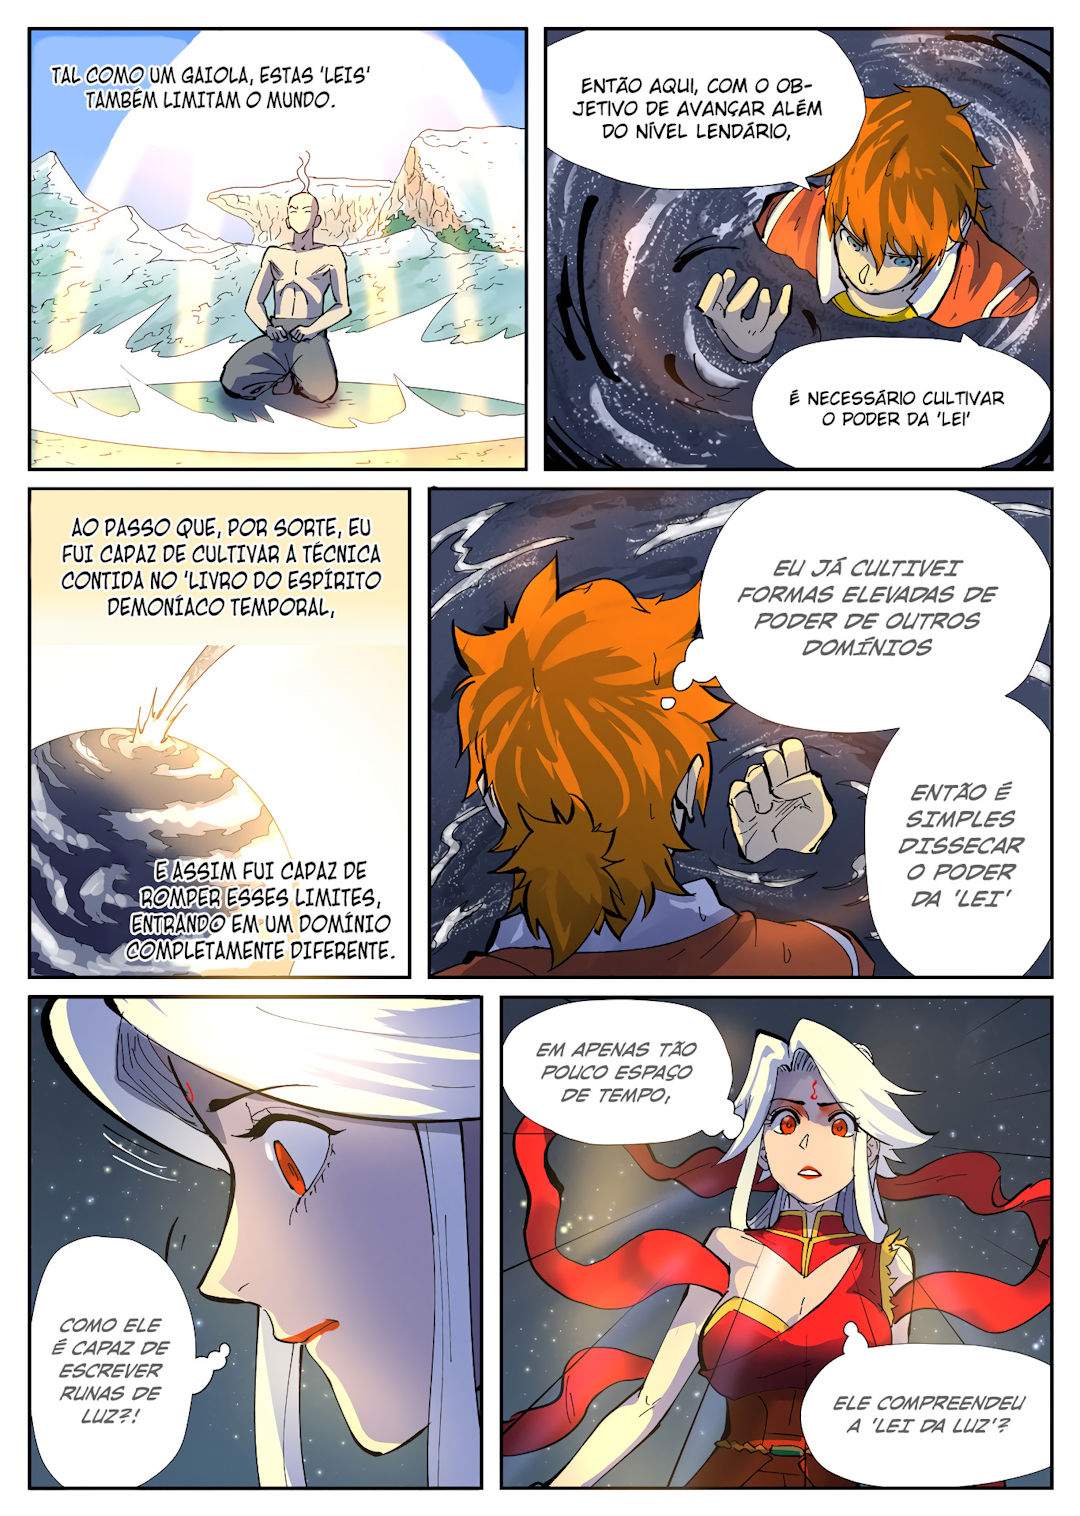 TAL COMO UM GAIOLA, ESTAS 'LEIS'
TAMBÉM LIMITAM O MUNDO.
ENTÃO AQUI, COM O OB-
JETIVO DE AVANÇAR ALÉM
DO NÍVEL LENDÁRIO,
É NECESSÁRIO CULTIVAR
O PODER DA 'LEI'
AO PASSO QUE, POR SORTE, EU
FUI CAPAZ DE CULTIVAR A TÉCNICA
CONTIDA NO 'LIVRO DO ESPÍRITO
DEMONÍACO TEMPORAL,
E ASSIM FUI CAPAZ DE
ROMPER ESSES LIMITES,
ENTRANDO EM UM DOMÍNIO
COMPLETAMENTE DIFERENTE.
EU JÁ CULTIVEI
FORMAS ELEVADAS DE
PODER DE OUTROS
DOMÍNIOS
ENTÃO É
SIMPLES
DISSECAR
O PODER
DA 'LEI'
COMO ELE
É CAPAZ DE
ESCREVER
RUNAS DE
LUZ?!
EM APENAS TÃO
POUCO ESPAÇO
DE TEMPO,
ELE COMPREENDEU
A 'LEI DA LUZ'?